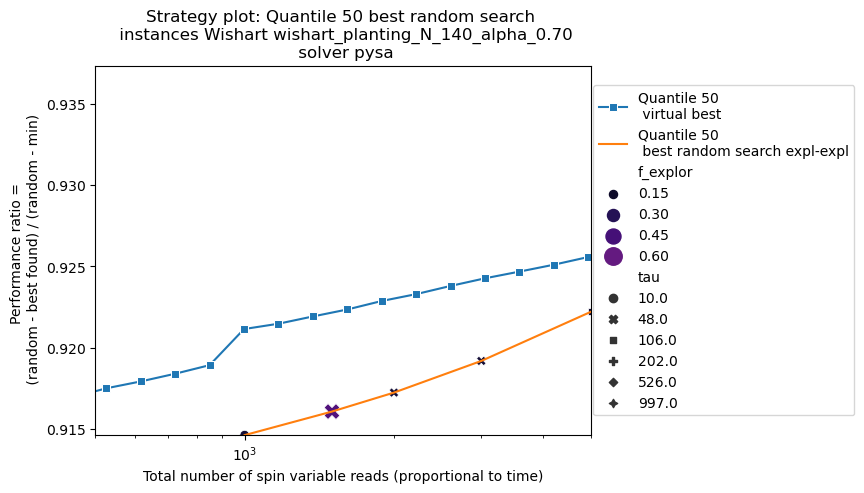 Strategy plot: Quantile 50 best random search
instances Wishart wishart_planting_N_140_alpha_0.70
solver pysa
Performance ratio =
(random - best found) / (random - min)
0.935
0.930
0.925
0.920
0.915
10^3
Total number of spin variable reads (proportional to time)
Quantile 50
virtual best
Quantile 50
best random search expl-expl
f_explor
0.15
0.30
0.45
0.60
tau
10.0
48.0
106.0
202.0
526.0
997.0